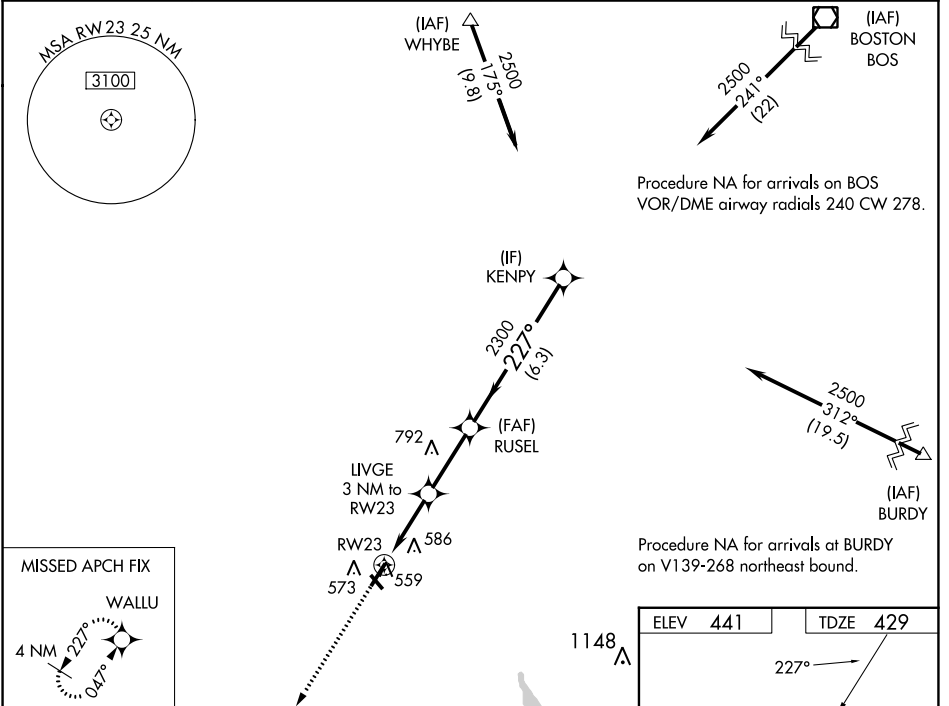 MSA RW 23 25 NM
3100
(IAF)
WHYBE
2500
175°
(9.8)
(IAF)
BOSTON
BOS
2500
241°
(22)
Procedure NA for arrivals on BOS
VOR/DME airway radials 240 CW 278.
(IF)
KENPY
2300
227°
(6.3)
(FAF)
RUSEL
792
LIVGE
3 NM to
RW23
RW23
586
573
559
2500
312°
(19.5)
(IAF)
BURDY
Procedure NA for arrivals at BURDY
on V139-268 northeast bound.
MISSED APCH FIX
WALLU
4 NM
227°
047°
1148
ELEV 441
TDZE 429
227°